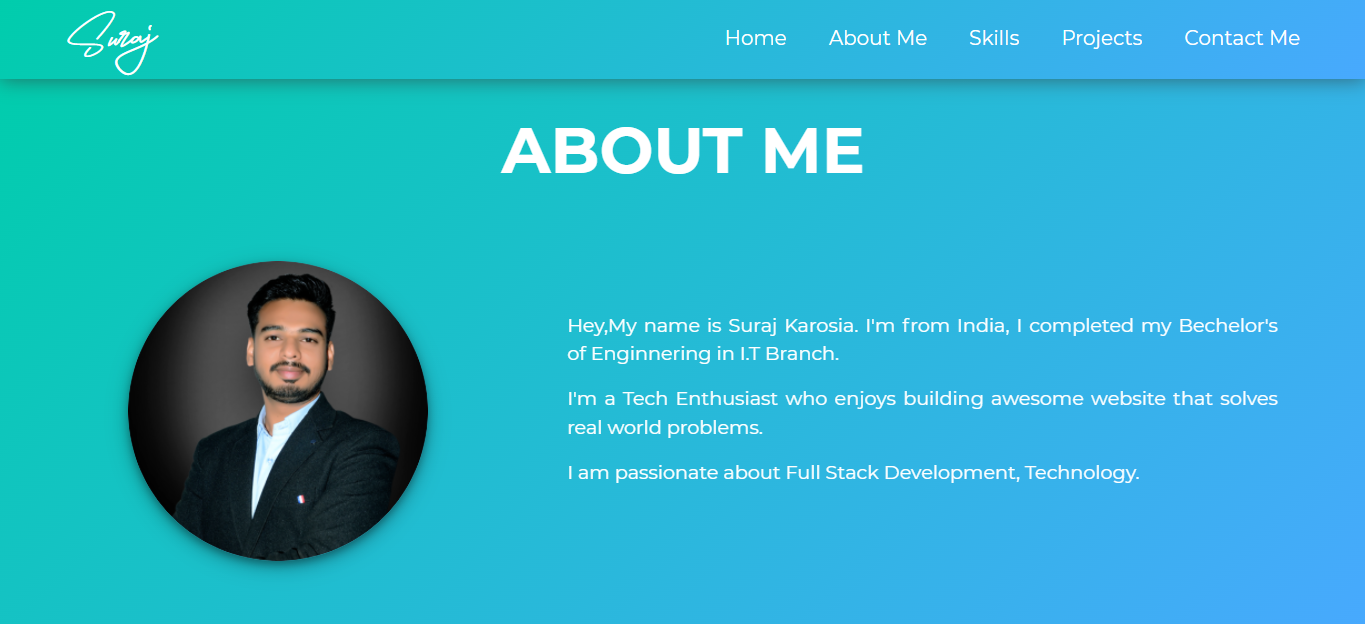 Suraj
Home About Me Skills Projects Contact Me
ABOUT ME
Hey,My name is Suraj Karosia. I'm from India, I completed my Bechelor's
of Enginnering in I.T Branch.
I'm a Tech Enthusiast who enjoys building awesome website that solves
real world problems.
I am passionate about Full Stack Development, Technology.